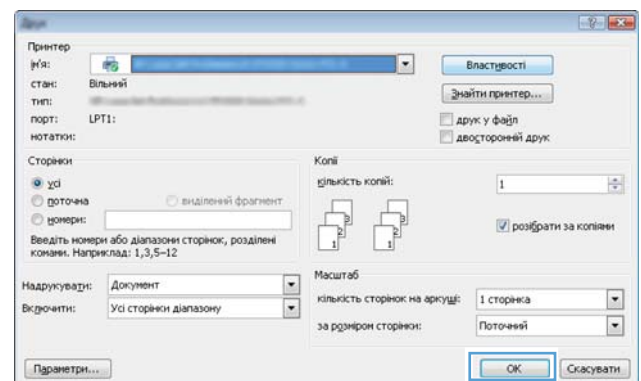 Друк
Принтер
ім'я:
Властивості
стан: Вільний
Знайти принтер...
тип:
порт: LPT1:
друк у файл
нотатки:
двосторонній друк
Сторінки
усі
поточна
виділений фрагмент
номери:
Введіть номери або діапазони сторінок, розділені
комами. Наприклад: 1,3,5–12
Копії
кількість копій: 1
розібрати за копіями
Надрукувати: Документ
Включити: Усі сторінки діапазону
Масштаб
кількість сторінок на аркуші: 1 сторінка
за розміром сторінки: Поточний
Параметри...
ОК
Скасувати